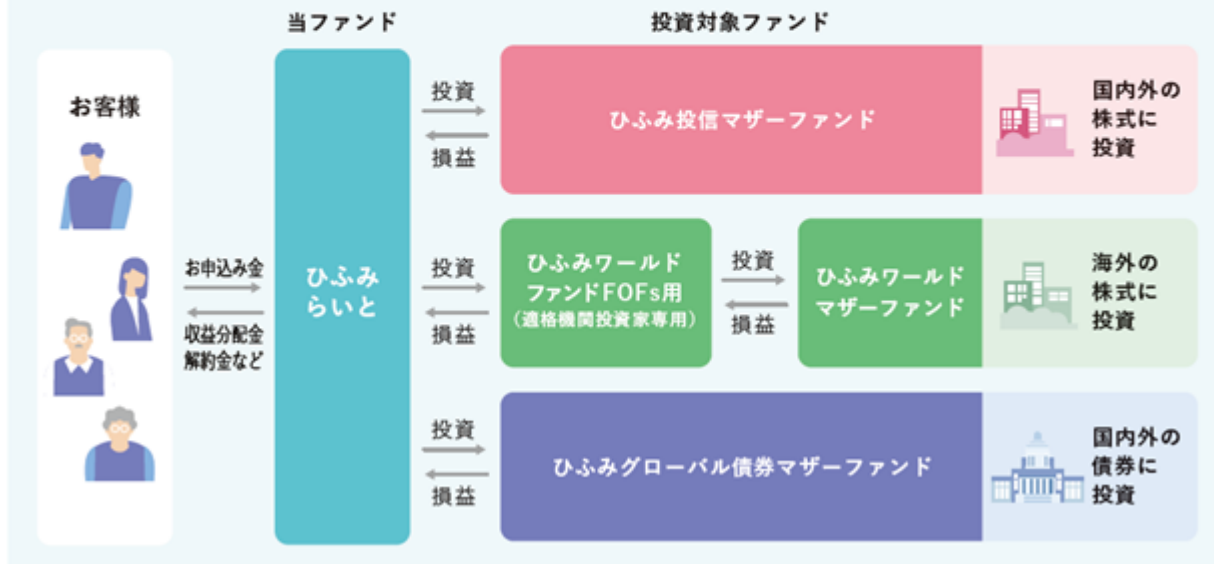 当ファンド
投資対象ファンド
お客様
お申込み金
収益分配金
解約金など
ひふみ
らいと
投資
損益
ひふみ投信マザーファンド
国内外の
株式に
投資
投資
損益
ひふみワールド
ファンドFOFs用
(適格機関投資家専用)
投資
損益
ひふみワールド
マザーファンド
海外の
株式に
投資
投資
損益
ひふみグローバル債券マザーファンド
国内外の
債券に
投資